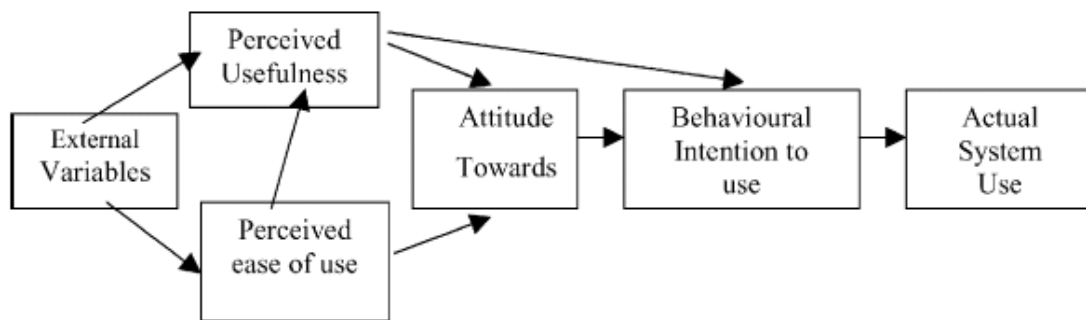 Perceived
Usefulness
External
Variables
Perceived
ease of use
Attitude
Towards
Behavioural
Intention to
use
Actual
System
Use